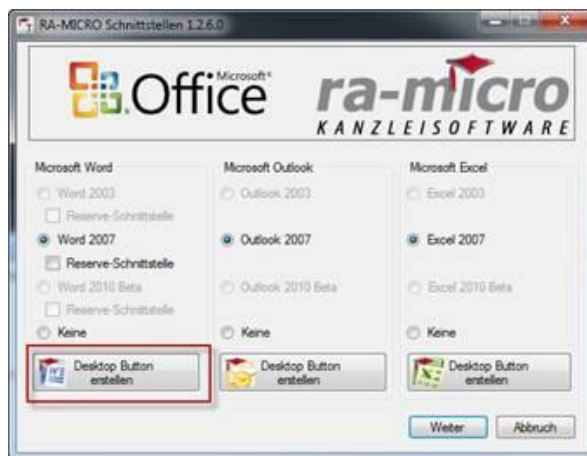 RA-MICRO Schnittstellen 1.2.6.0
Microsoft®
Office
ra-micro
KANZLEISOFTWARE
Microsoft Word
Word 2003
Reserve-Schnittstelle
Word 2007
Reserve-Schnittstelle
Word 2010 Beta
Reserve-Schnittstelle
Keine
Desktop Button
erstellen
Microsoft Outlook
Outlook 2003
Outlook 2007
Outlook 2010 Beta
Keine
Desktop Button
erstellen
Microsoft Excel
Excel 2003
Excel 2007
Excel 2010 Beta
Keine
Desktop Button
erstellen
Weiter
Abbruch